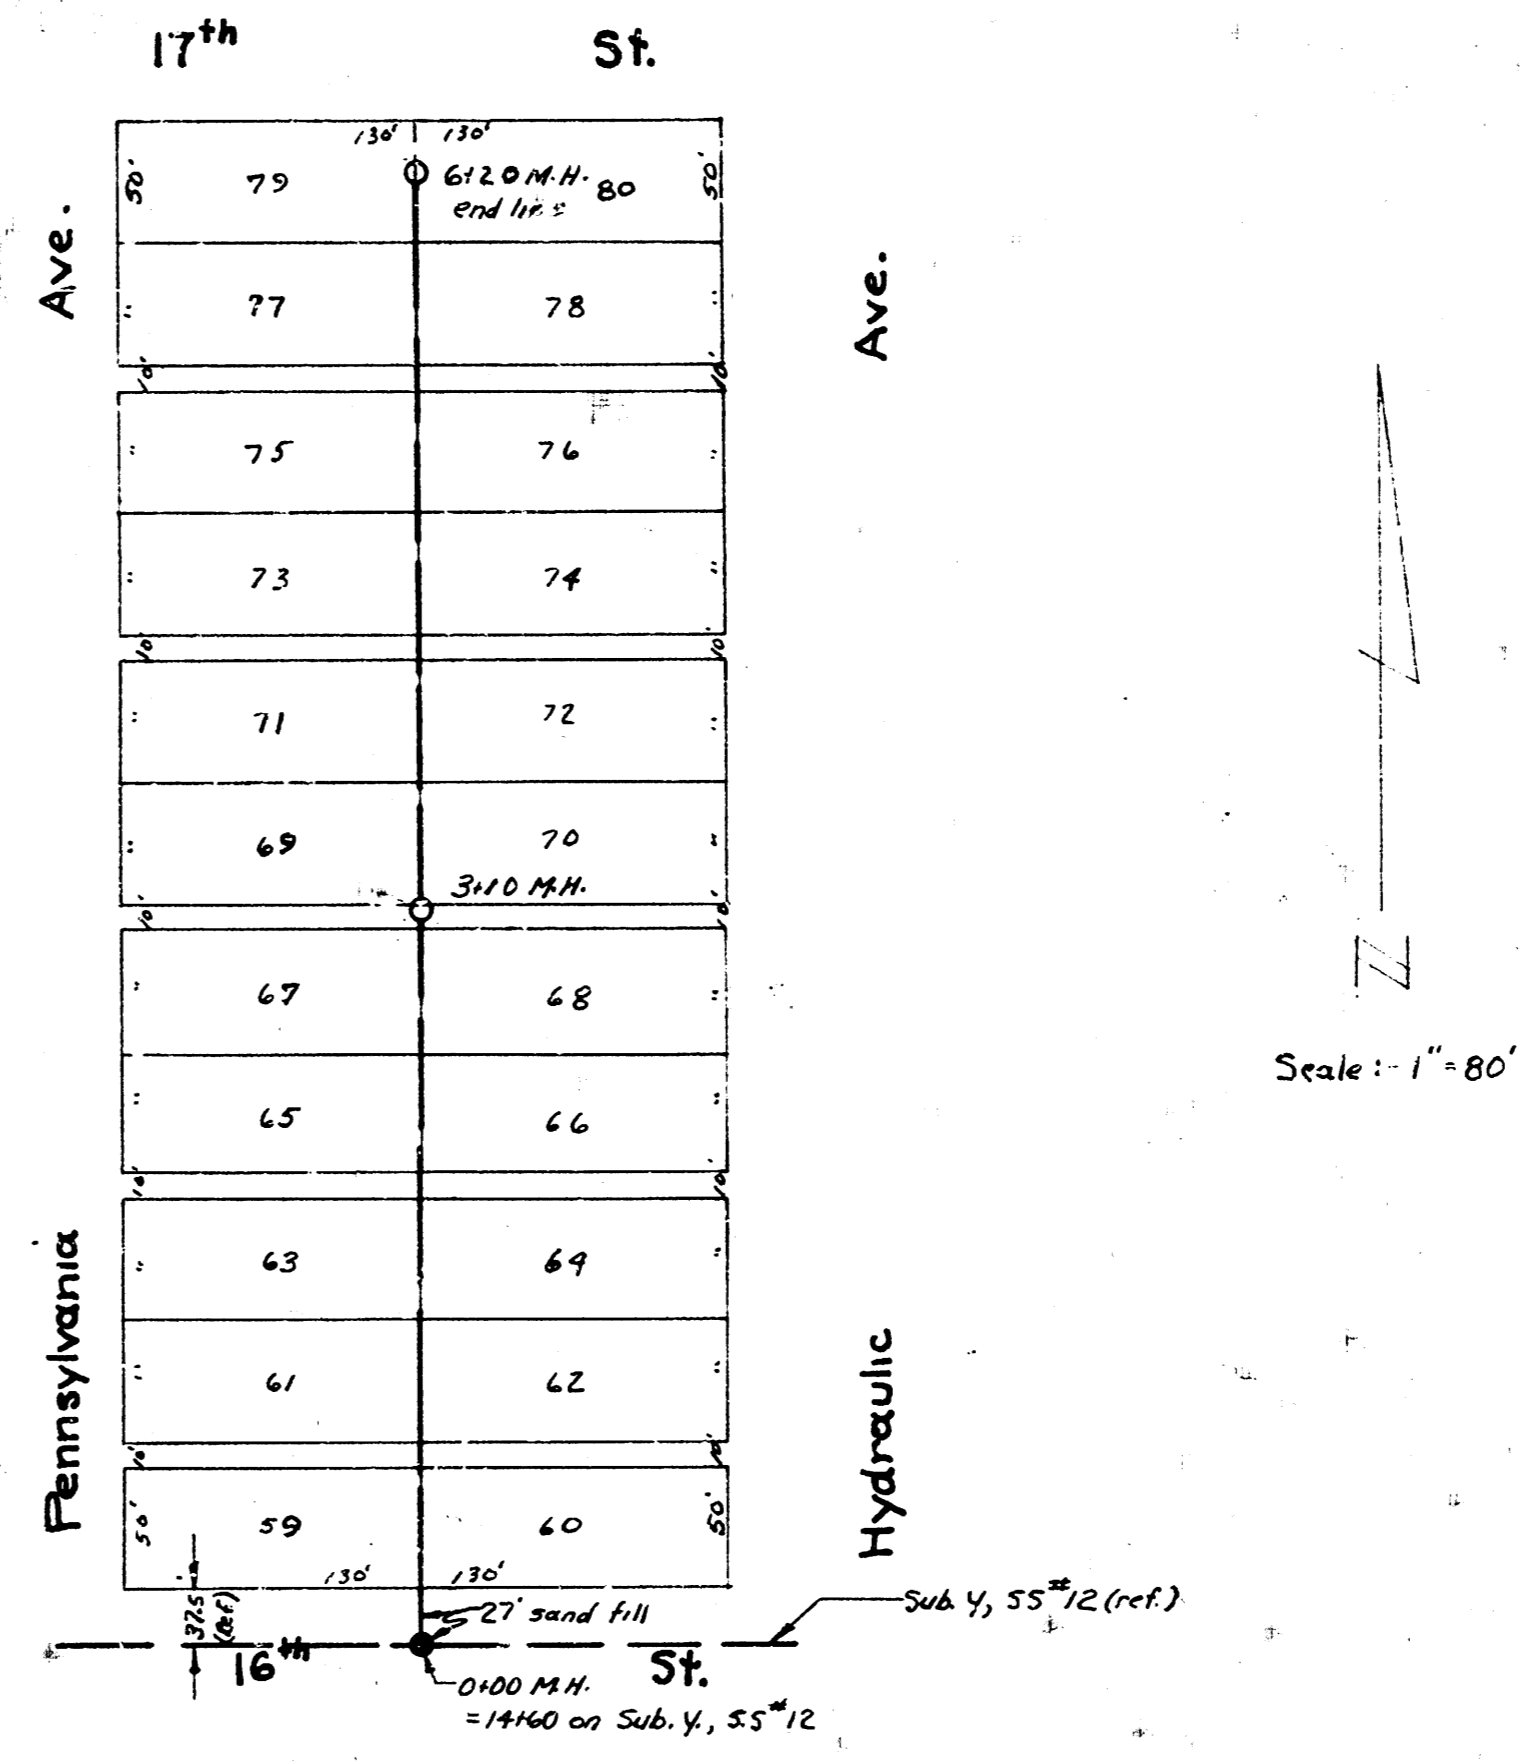 17th St.
130' 130'
50' 79 6+20 M.H. 80 50'
end line
Ave.
" 77 78 "
Ave.
10' 10'
" 75 76 "
" 73 74 "
10' 10'
" 71 72 "
" 69 70 "
3+10 M.H.
10' 10'
" 67 68 "
N
Scale:- 1"=80'
" 65 66 "
10' 10'
" 63 64 "
Pennsylvania
" 61 62 "
Hydraulic
10' 10'
50' 59 60 50'
130' 130'
37.5 (Ref.)
27' sand fill
Sub. Y, SS #12 (ref.)
16th St.
0+00 M.H.
=14+60 on Sub. Y., S.S #12